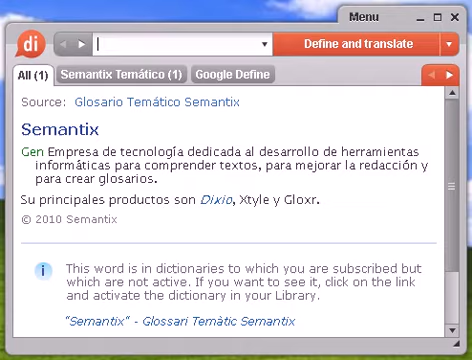 Menu
di
Define and translate
All (1)
Semantix Temático (1)
Google Define
Source: Glosario Temático Semantix
Semantix
Gen Empresa de tecnología dedicada al desarrollo de herramientas
informáticas para comprender textos, para mejorar la redacción y
para crear glosarios.
Su principales productos son Dixio, Xtyle y Gloxr.
© 2010 Semantix
i
This word is in dictionaries to which you are subscribed but
which are not active. If you want to see it, click on the link
and activate the dictionary in your Library.
"Semantix" - Glossari Temàtic Semantix